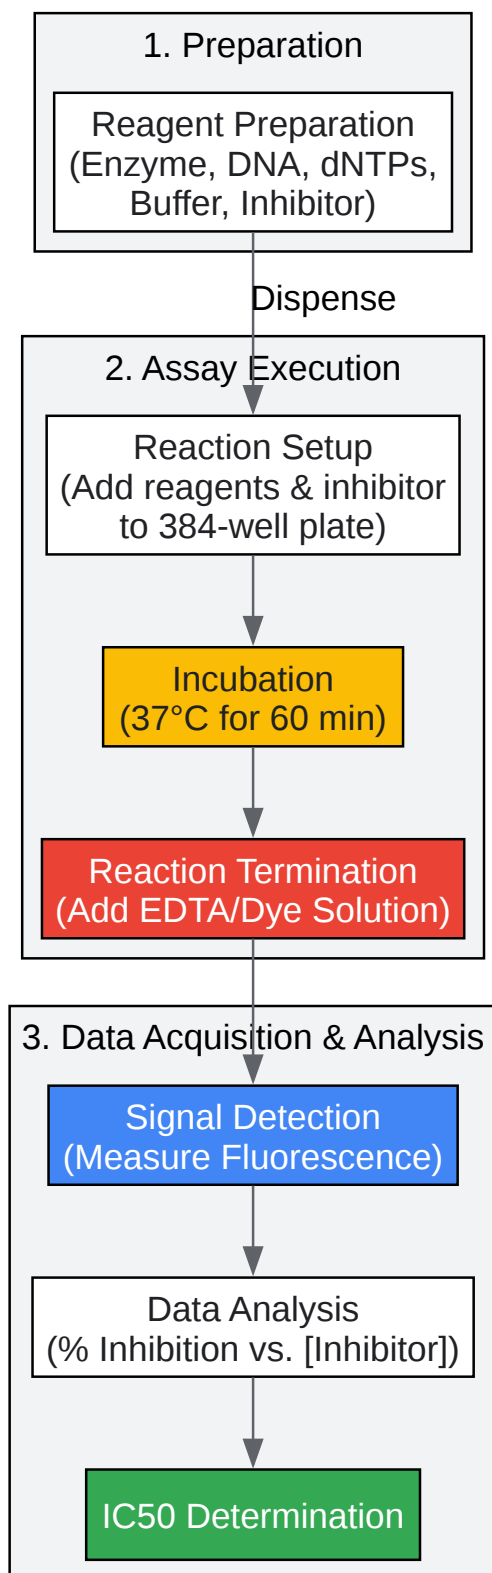 1. Preparation
Reagent Preparation
(Enzyme, DNA, dNTPs,
Buffer, Inhibitor)
Dispense
2. Assay Execution
Reaction Setup
(Add reagents & inhibitor
to 384-well plate)
Incubation
(37°C for 60 min)
Reaction Termination
(Add EDTA/Dye Solution)
3. Data Acquisition & Analysis
Signal Detection
(Measure Fluorescence)
Data Analysis
(% Inhibition vs. [Inhibitor])
IC50 Determination